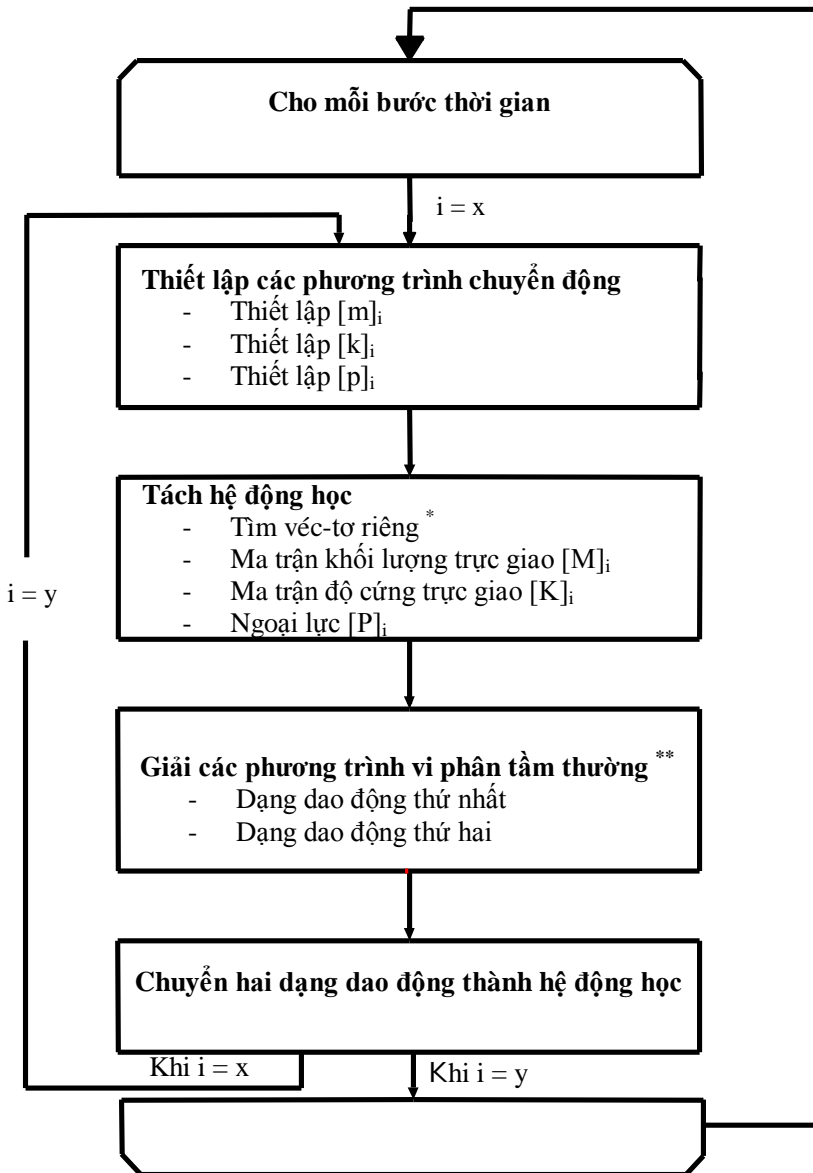 Cho mỗi bước thời gian
i = x
Thiết lập các phương trình chuyển động
- Thiết lập [m]i
- Thiết lập [k]i
- Thiết lập [p]i
Tách hệ động học
- Tìm véc-tơ riêng *
- Ma trận khối lượng trực giao [M]i
- Ma trận độ cứng trực giao [K]i
- Ngoại lực [P]i
i = y
Giải các phương trình vi phân tầm thường **
- Dạng dao động thứ nhất
- Dạng dao động thứ hai
Chuyển hai dạng dao động thành hệ động học
Khi i = x
Khi i = y